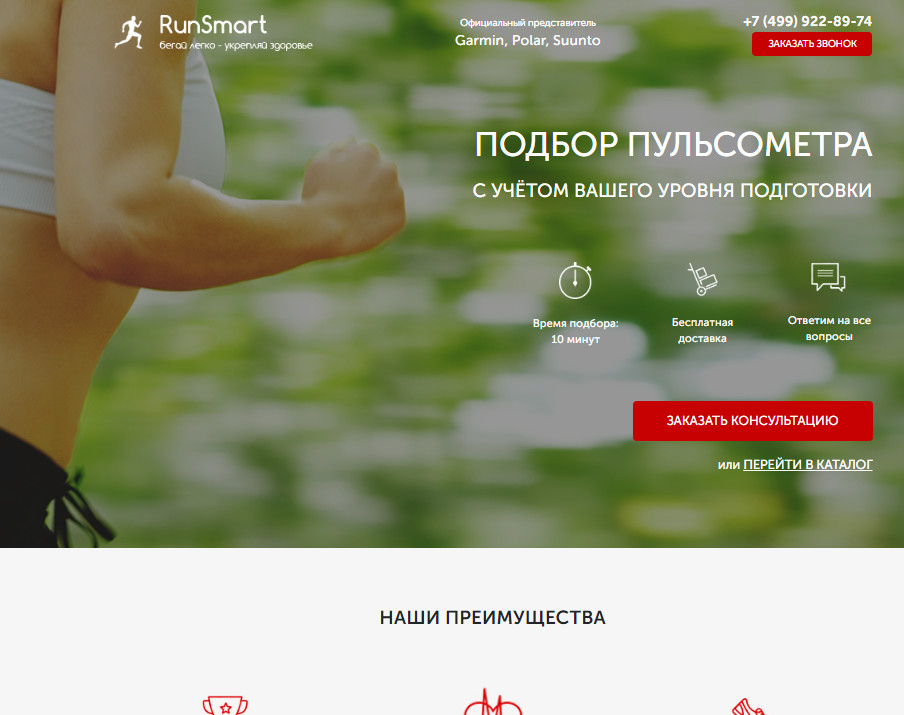 RunSmart
бегай легко - укрепляй здоровье
Официальный представитель
Garmin, Polar, Suunto
+7 (499) 922-89-74
ЗАКАЗАТЬ ЗВОНОК
ПОДБОР ПУЛЬСОМЕТРА
С УЧЁТОМ ВАШЕГО УРОВНЯ ПОДГОТОВКИ
Время подбора:
10 минут
Бесплатная
доставка
Ответим на все
вопросы
ЗАКАЗАТЬ КОНСУЛЬТАЦИЮ
или ПЕРЕЙТИ В КАТАЛОГ
НАШИ ПРЕИМУЩЕСТВА